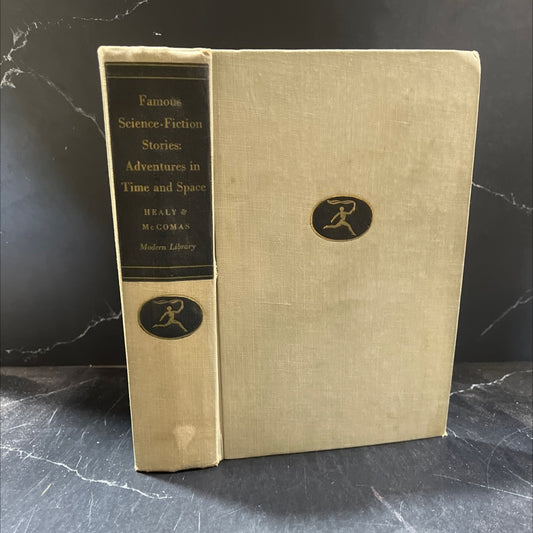 Famous
Science-Fiction
Stories:
Adventures in
Time and Space
HEALY &
McCOMAS
Modern Library